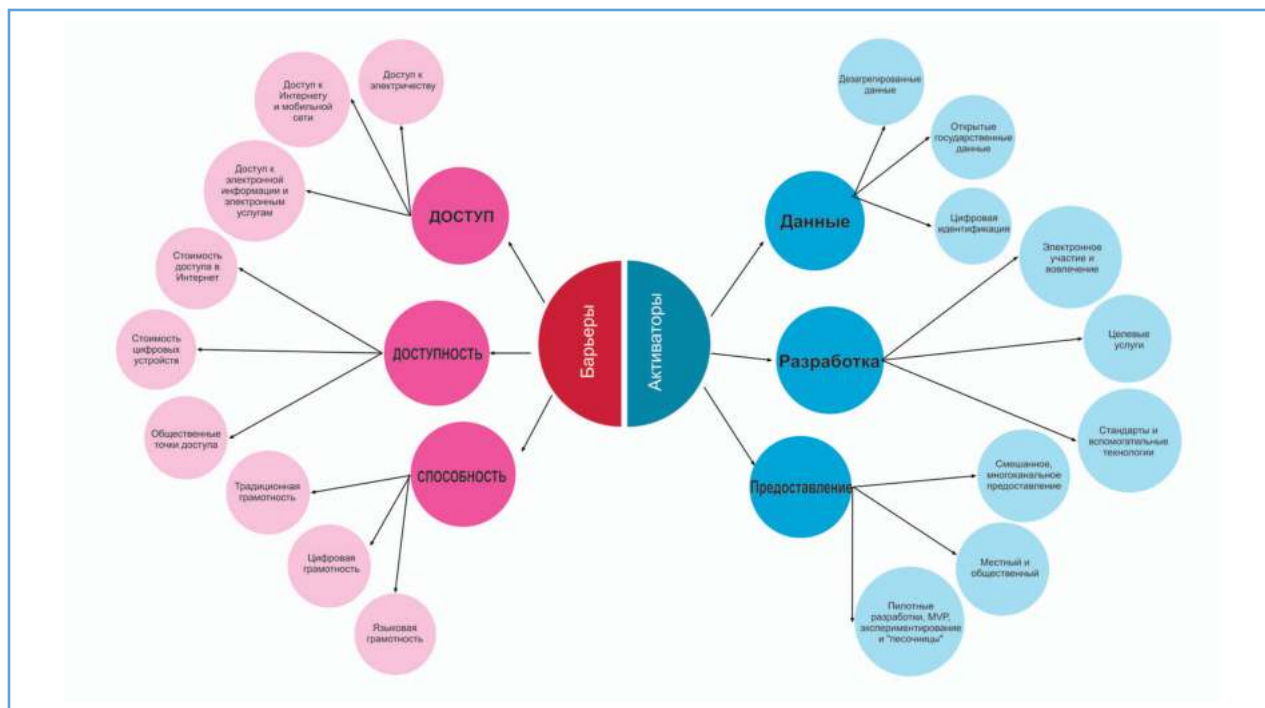 Доступ к
электричеству
Доступ к
Интернету
и мобильной
сети
Доступ к
электронной
информации и
электронным
услугам
ДОСТУП
Стоимость
доступа в
Интернет
Стоимость
цифровых
устройств
Общественные
точки доступа
ДОСТУПНОСТЬ
Традиционная
грамотность
Цифровая
грамотность
Языковая
грамотность
СПОСОБНОСТЬ
Барьеры
Активаторы
Данные
Дезагрегированные
данные
Открытые
государственные
данные
Цифровая
идентификация
Разработка
Электронное
участие и
вовлечение
Целевые
услуги
Стандарты и
вспомогательные
технологии
Предоставление
Смешанное,
многоканальное
предоставление
Местный и
общественный
Пилотные
разработки, MVP,
экспериментирование
и "песочницы"